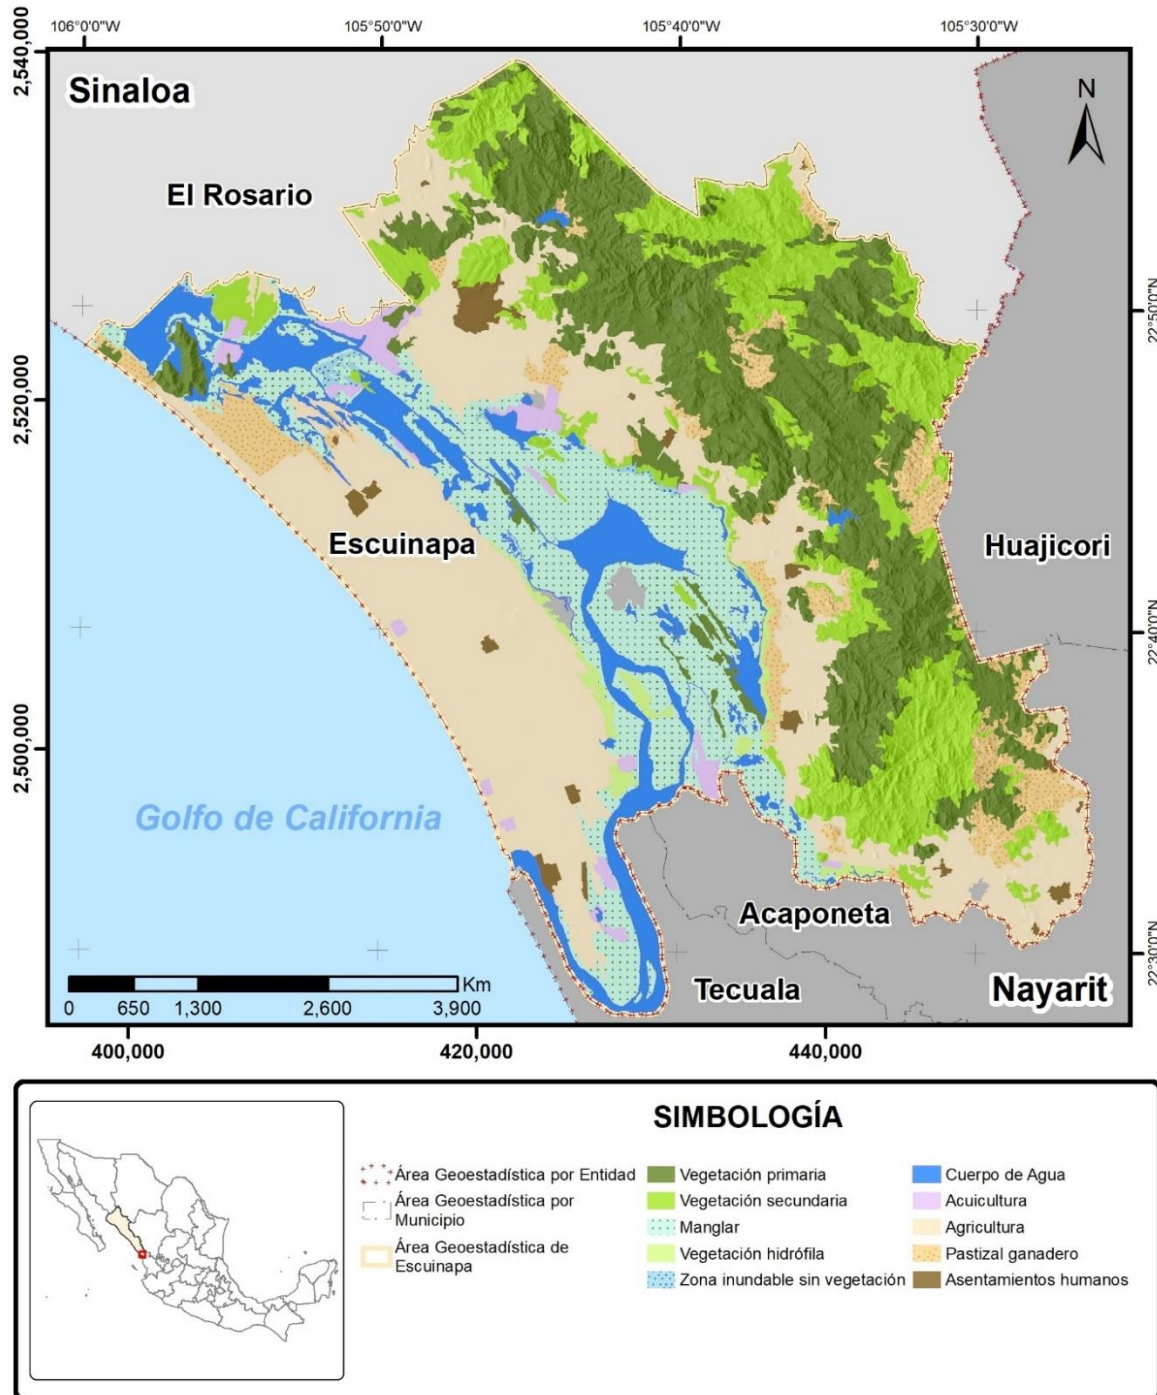 106°0'0"W 105°50'0"W 105°40'0"W 105°30'0"W
2,540,000
Sinaloa
N
El Rosario
22°50'0"N
2,520,000
Escuinapa
Huajicori
22°40'0"N
2,500,000
Golfo de California
Acaponeta
22°30'0"N
Tecuala
Nayarit
Km
0 650 1,300 2,600 3,900
400,000 420,000 440,000
SIMBOLOGÍA
Área Geoestadística por Entidad
Área Geoestadística por
Municipio
Área Geoestadística de
Escuinapa
Vegetación primaria
Vegetación secundaria
Manglar
Vegetación hidrófila
Zona inundable sin vegetación
Cuerpo de Agua
Acuicultura
Agricultura
Pastizal ganadero
Asentamientos humanos